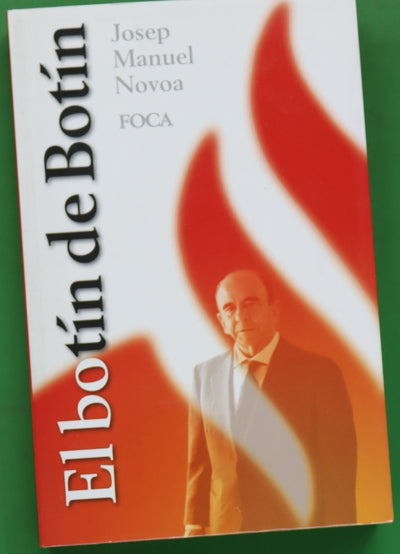 Josep
Manuel
Novoa
FOCA
El botín de Botín